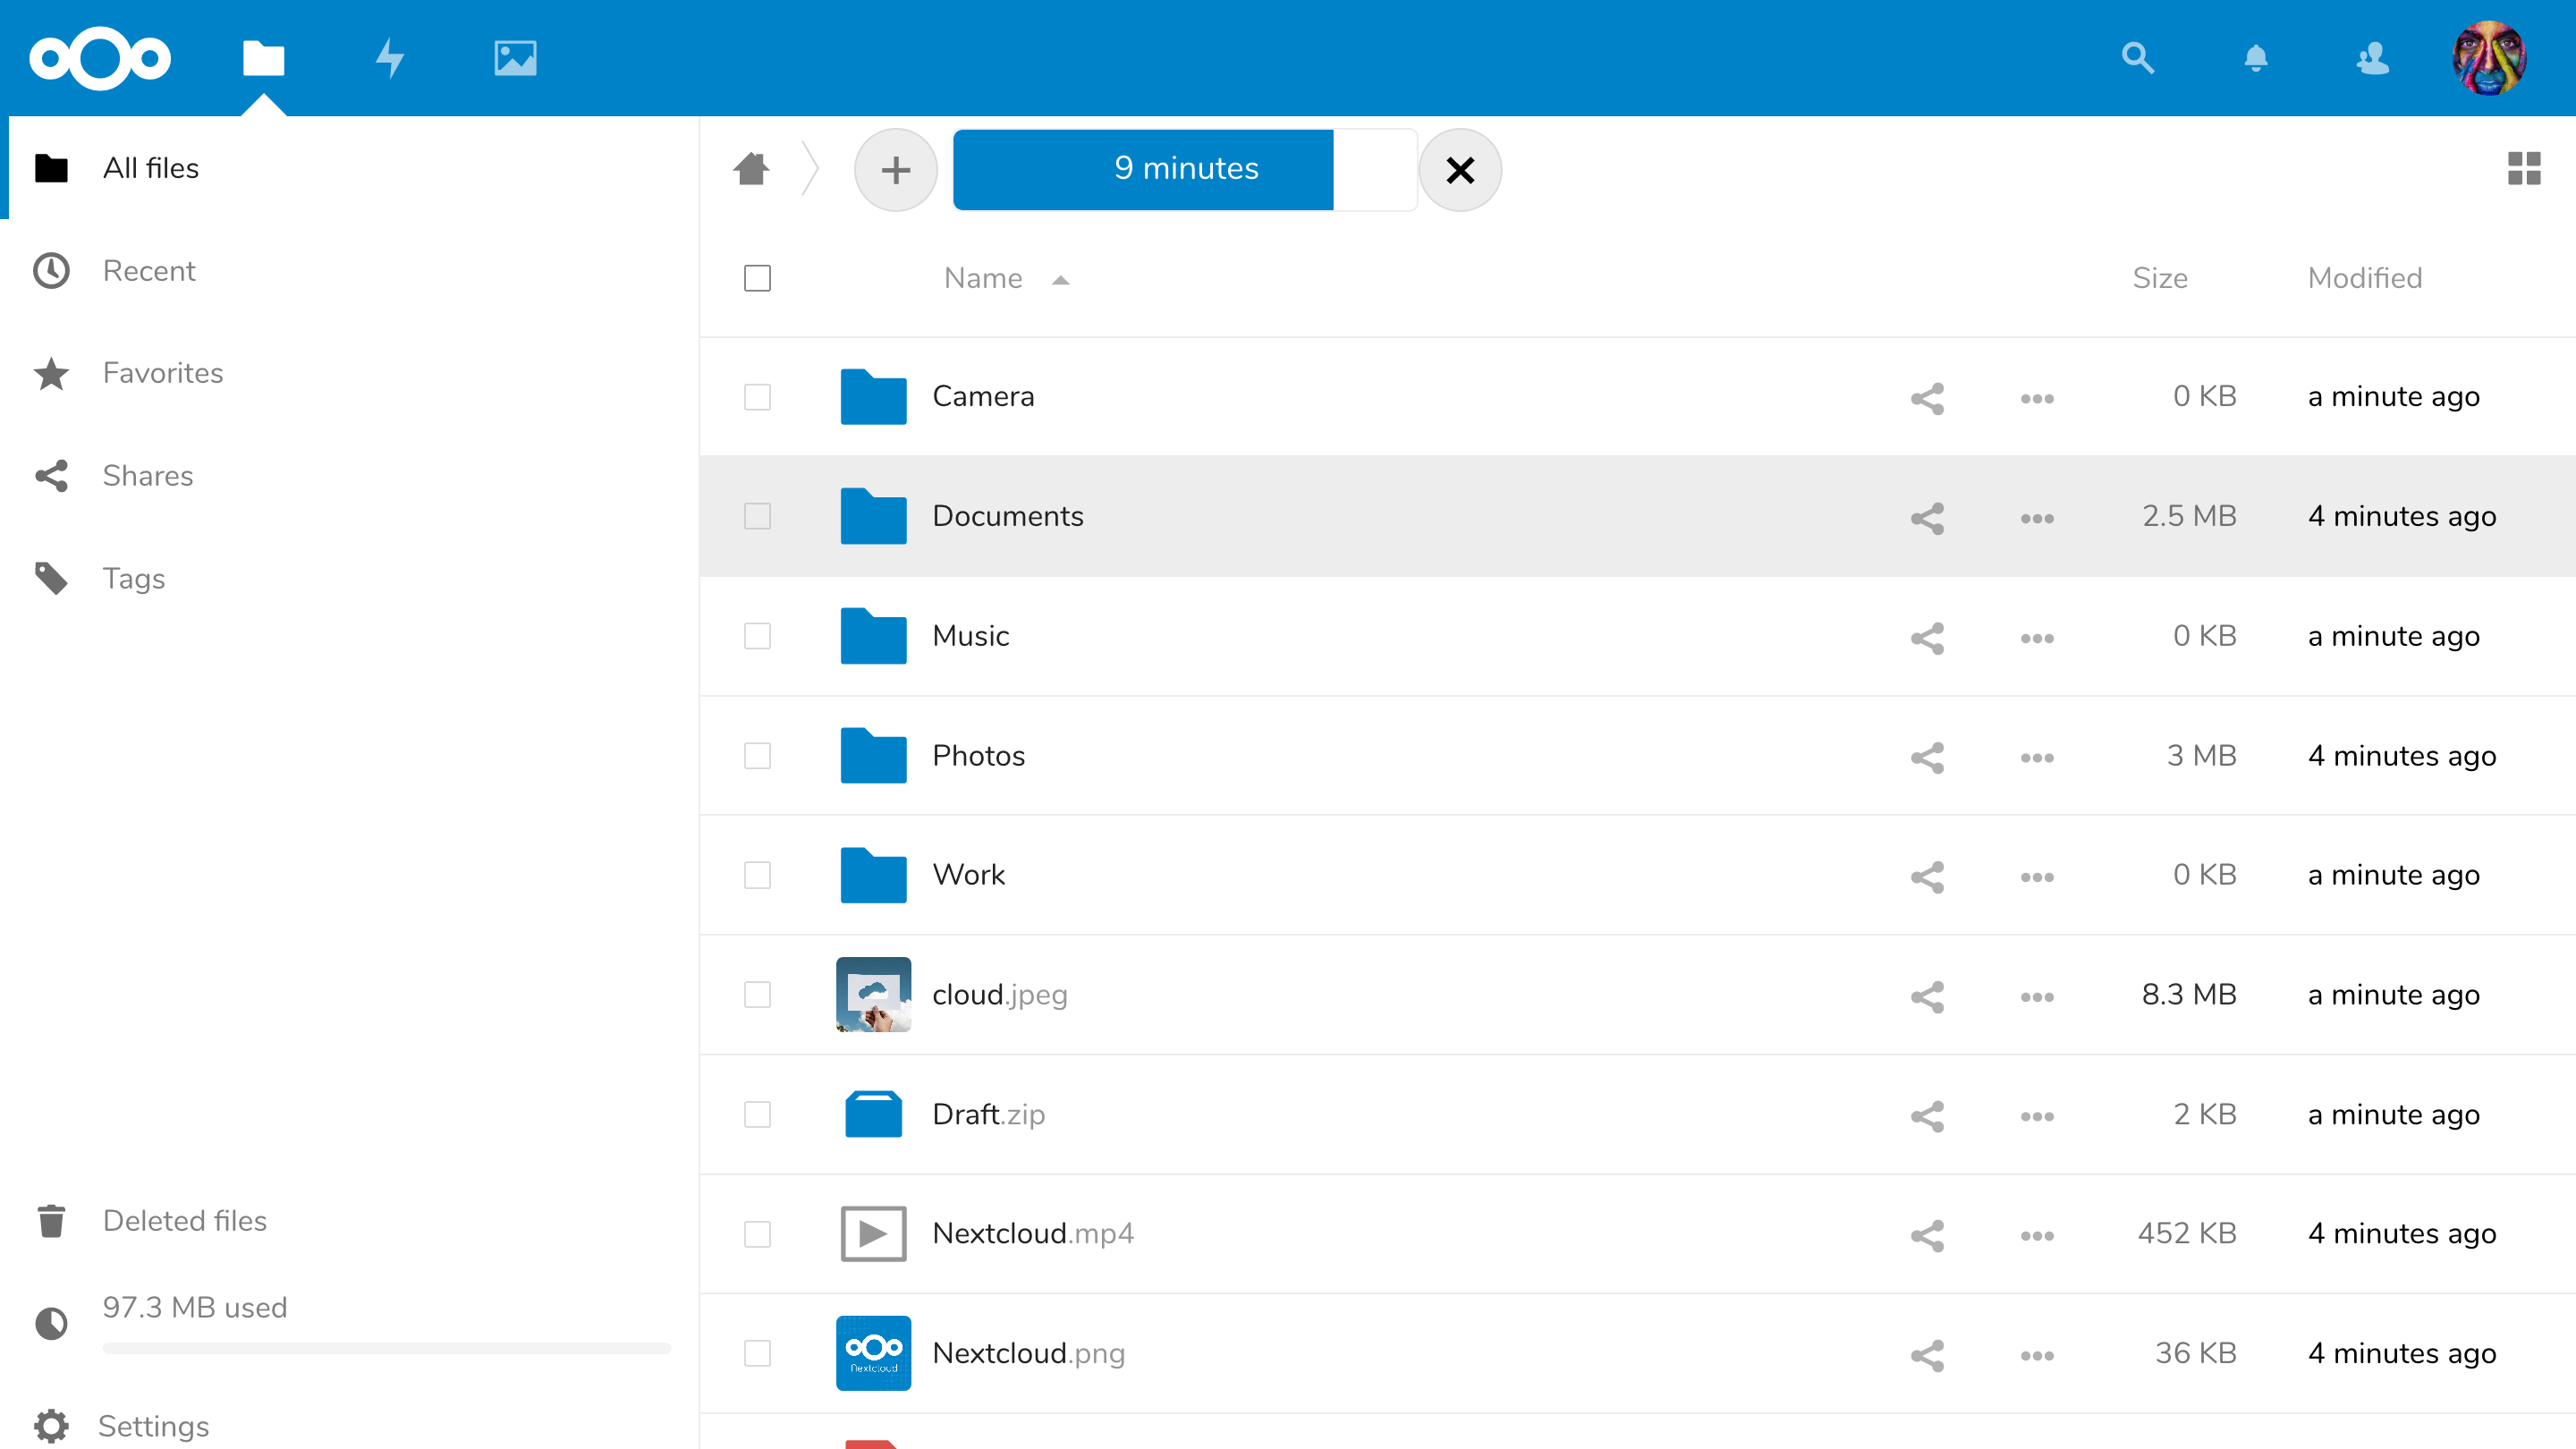 All files
Recent
Favorites
Shares
Tags
Deleted files
97.3 MB used
Settings
9 minutes
Name Size Modified
Camera 0 KB a minute ago
Documents 2.5 MB 4 minutes ago
Music 0 KB a minute ago
Photos 3 MB 4 minutes ago
Work 0 KB a minute ago
cloud.jpeg 8.3 MB a minute ago
Draft.zip 2 KB a minute ago
Nextcloud.mp4 452 KB 4 minutes ago
Nextcloud
Nextcloud.png 36 KB 4 minutes ago